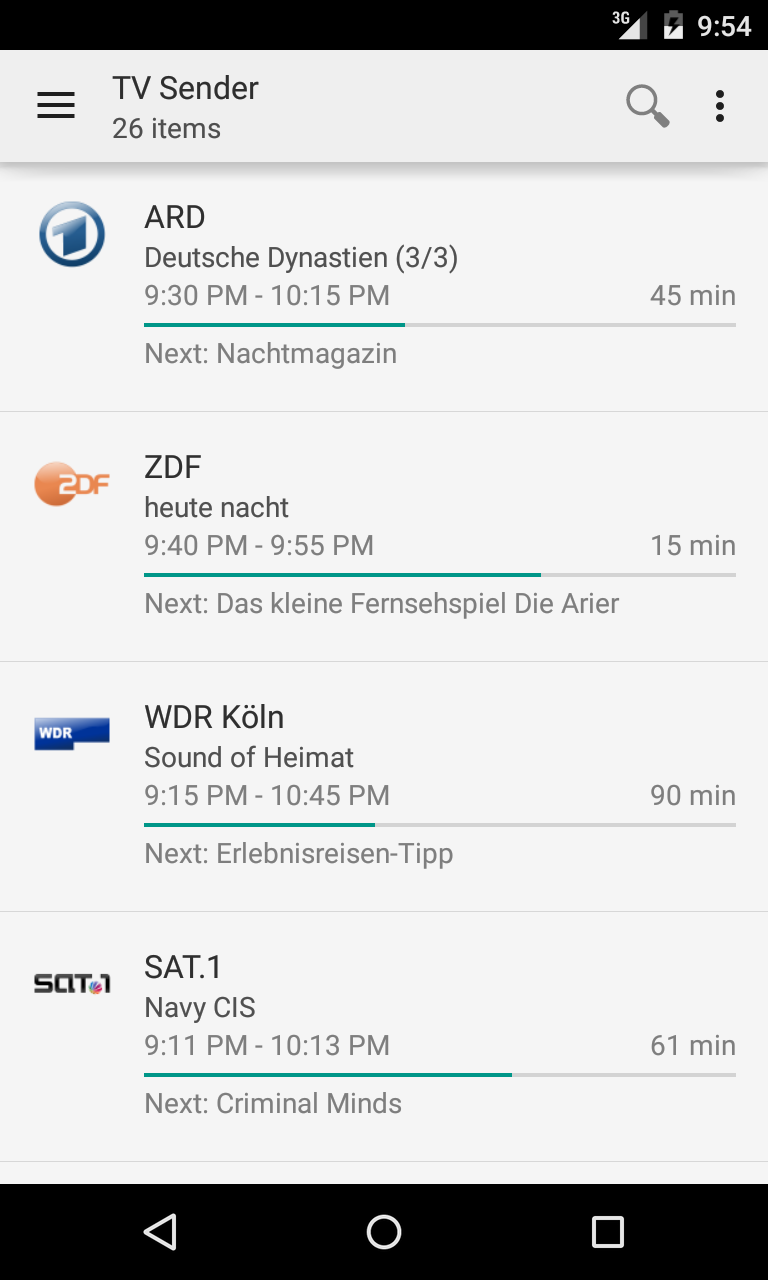 3G 9:54
TV Sender
26 items
ARD
Deutsche Dynastien (3/3)
9:30 PM - 10:15 PM 45 min
Next: Nachtmagazin
ZDF
ZDF
heute nacht
9:40 PM - 9:55 PM 15 min
Next: Das kleine Fernsehspiel Die Arier
WDR
WDR Köln
Sound of Heimat
9:15 PM - 10:45 PM 90 min
Next: Erlebnisreisen-Tipp
SAT.1
SAT.1
Navy CIS
9:11 PM - 10:13 PM 61 min
Next: Criminal Minds